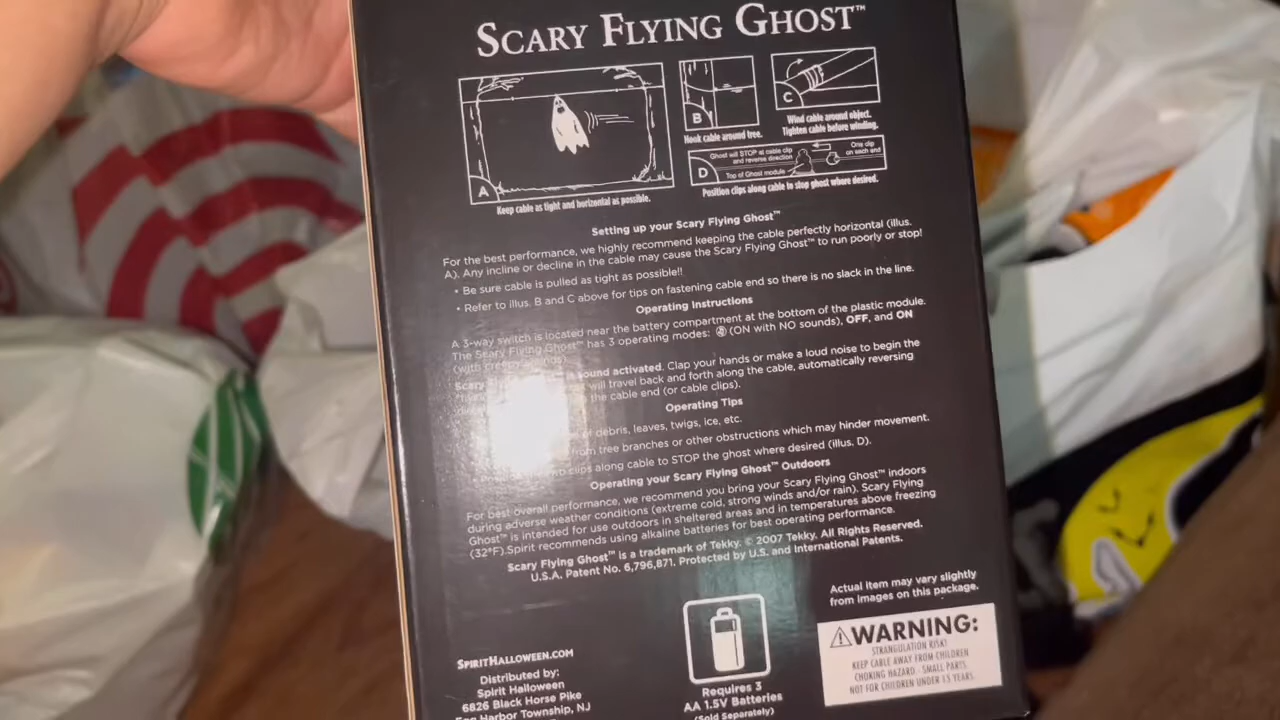 SCARY FLYING GHOST™
A
Keep cable as tight and horizontal as possible.
B
Hook cable around tree.
C
Wind cable around object.
Tighten cable before winding.
D
Ghost will STOP at cable clip
and reverse direction
One clip
on each end
Top of Ghost module
Position clips along cable to stop ghost where desired.
Setting up your Scary Flying Ghost™
For the best performance, we highly recommend keeping the cable perfectly horizontal (illus.
A). Any incline or decline in the cable may cause the Scary Flying Ghost™ to run poorly or stop!
• Be sure cable is pulled as tight as possible!!
• Refer to illus. B and C above for tips on fastening cable end so there is no slack in the line.
Operating Instructions
A 3-way switch is located near the battery compartment at the bottom of the plastic module.
The Scary Flying Ghost™ has 3 operating modes: (ON with NO sounds), OFF, and ON
(with creepy sounds).
sound activated. Clap your hands or make a loud noise to begin the
will travel back and forth along the cable, automatically reversing
the cable end (or cable clips).
Operating Tips
of debris, leaves, twigs, ice, etc.
from tree branches or other obstructions which may hinder movement.
clips along cable to STOP the ghost where desired (illus. D).
Operating your Scary Flying Ghost™ Outdoors
For best overall performance, we recommend you bring your Scary Flying Ghost™ indoors
during adverse weather conditions (extreme cold, strong winds and/or rain). Scary Flying
Ghost™ is intended for use outdoors in sheltered areas and in temperatures above freezing
(32°F).Spirit recommends using alkaline batteries for best operating performance.
Scary Flying Ghost™ is a trademark of Tekky. © 2007 Tekky. All Rights Reserved.
U.S.A. Patent No. 6,796,871. Protected by U.S. and International Patents.
Actual item may vary slightly
from images on this package.
⚠WARNING:
STRANGULATION RISK!
KEEP CABLE AWAY FROM CHILDREN
CHOKING HAZARD - SMALL PARTS.
NOT FOR CHILDREN UNDER 13 YEARS.
SPIRITHALLOWEEN.COM
Distributed by:
Spirit Halloween
6826 Black Horse Pike
Egg Harbor Township, NJ
Requires 3
AA 1.5V Batteries
(Sold Separately)